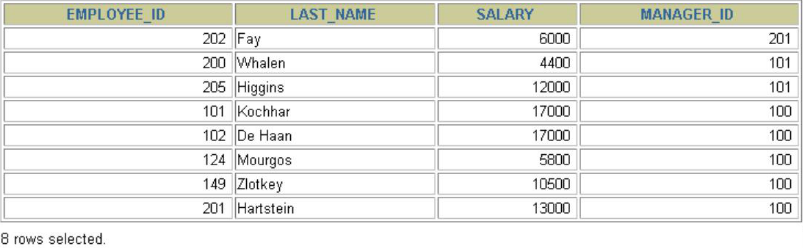 EMPLOYEE_ID LAST_NAME SALARY MANAGER_ID
202 Fay 6000 201
200 Whalen 4400 101
205 Higgins 12000 101
101 Kochhar 17000 100
102 De Haan 17000 100
124 Mourgos 5800 100
149 Zlotkey 10500 100
201 Hartstein 13000 100
8 rows selected.